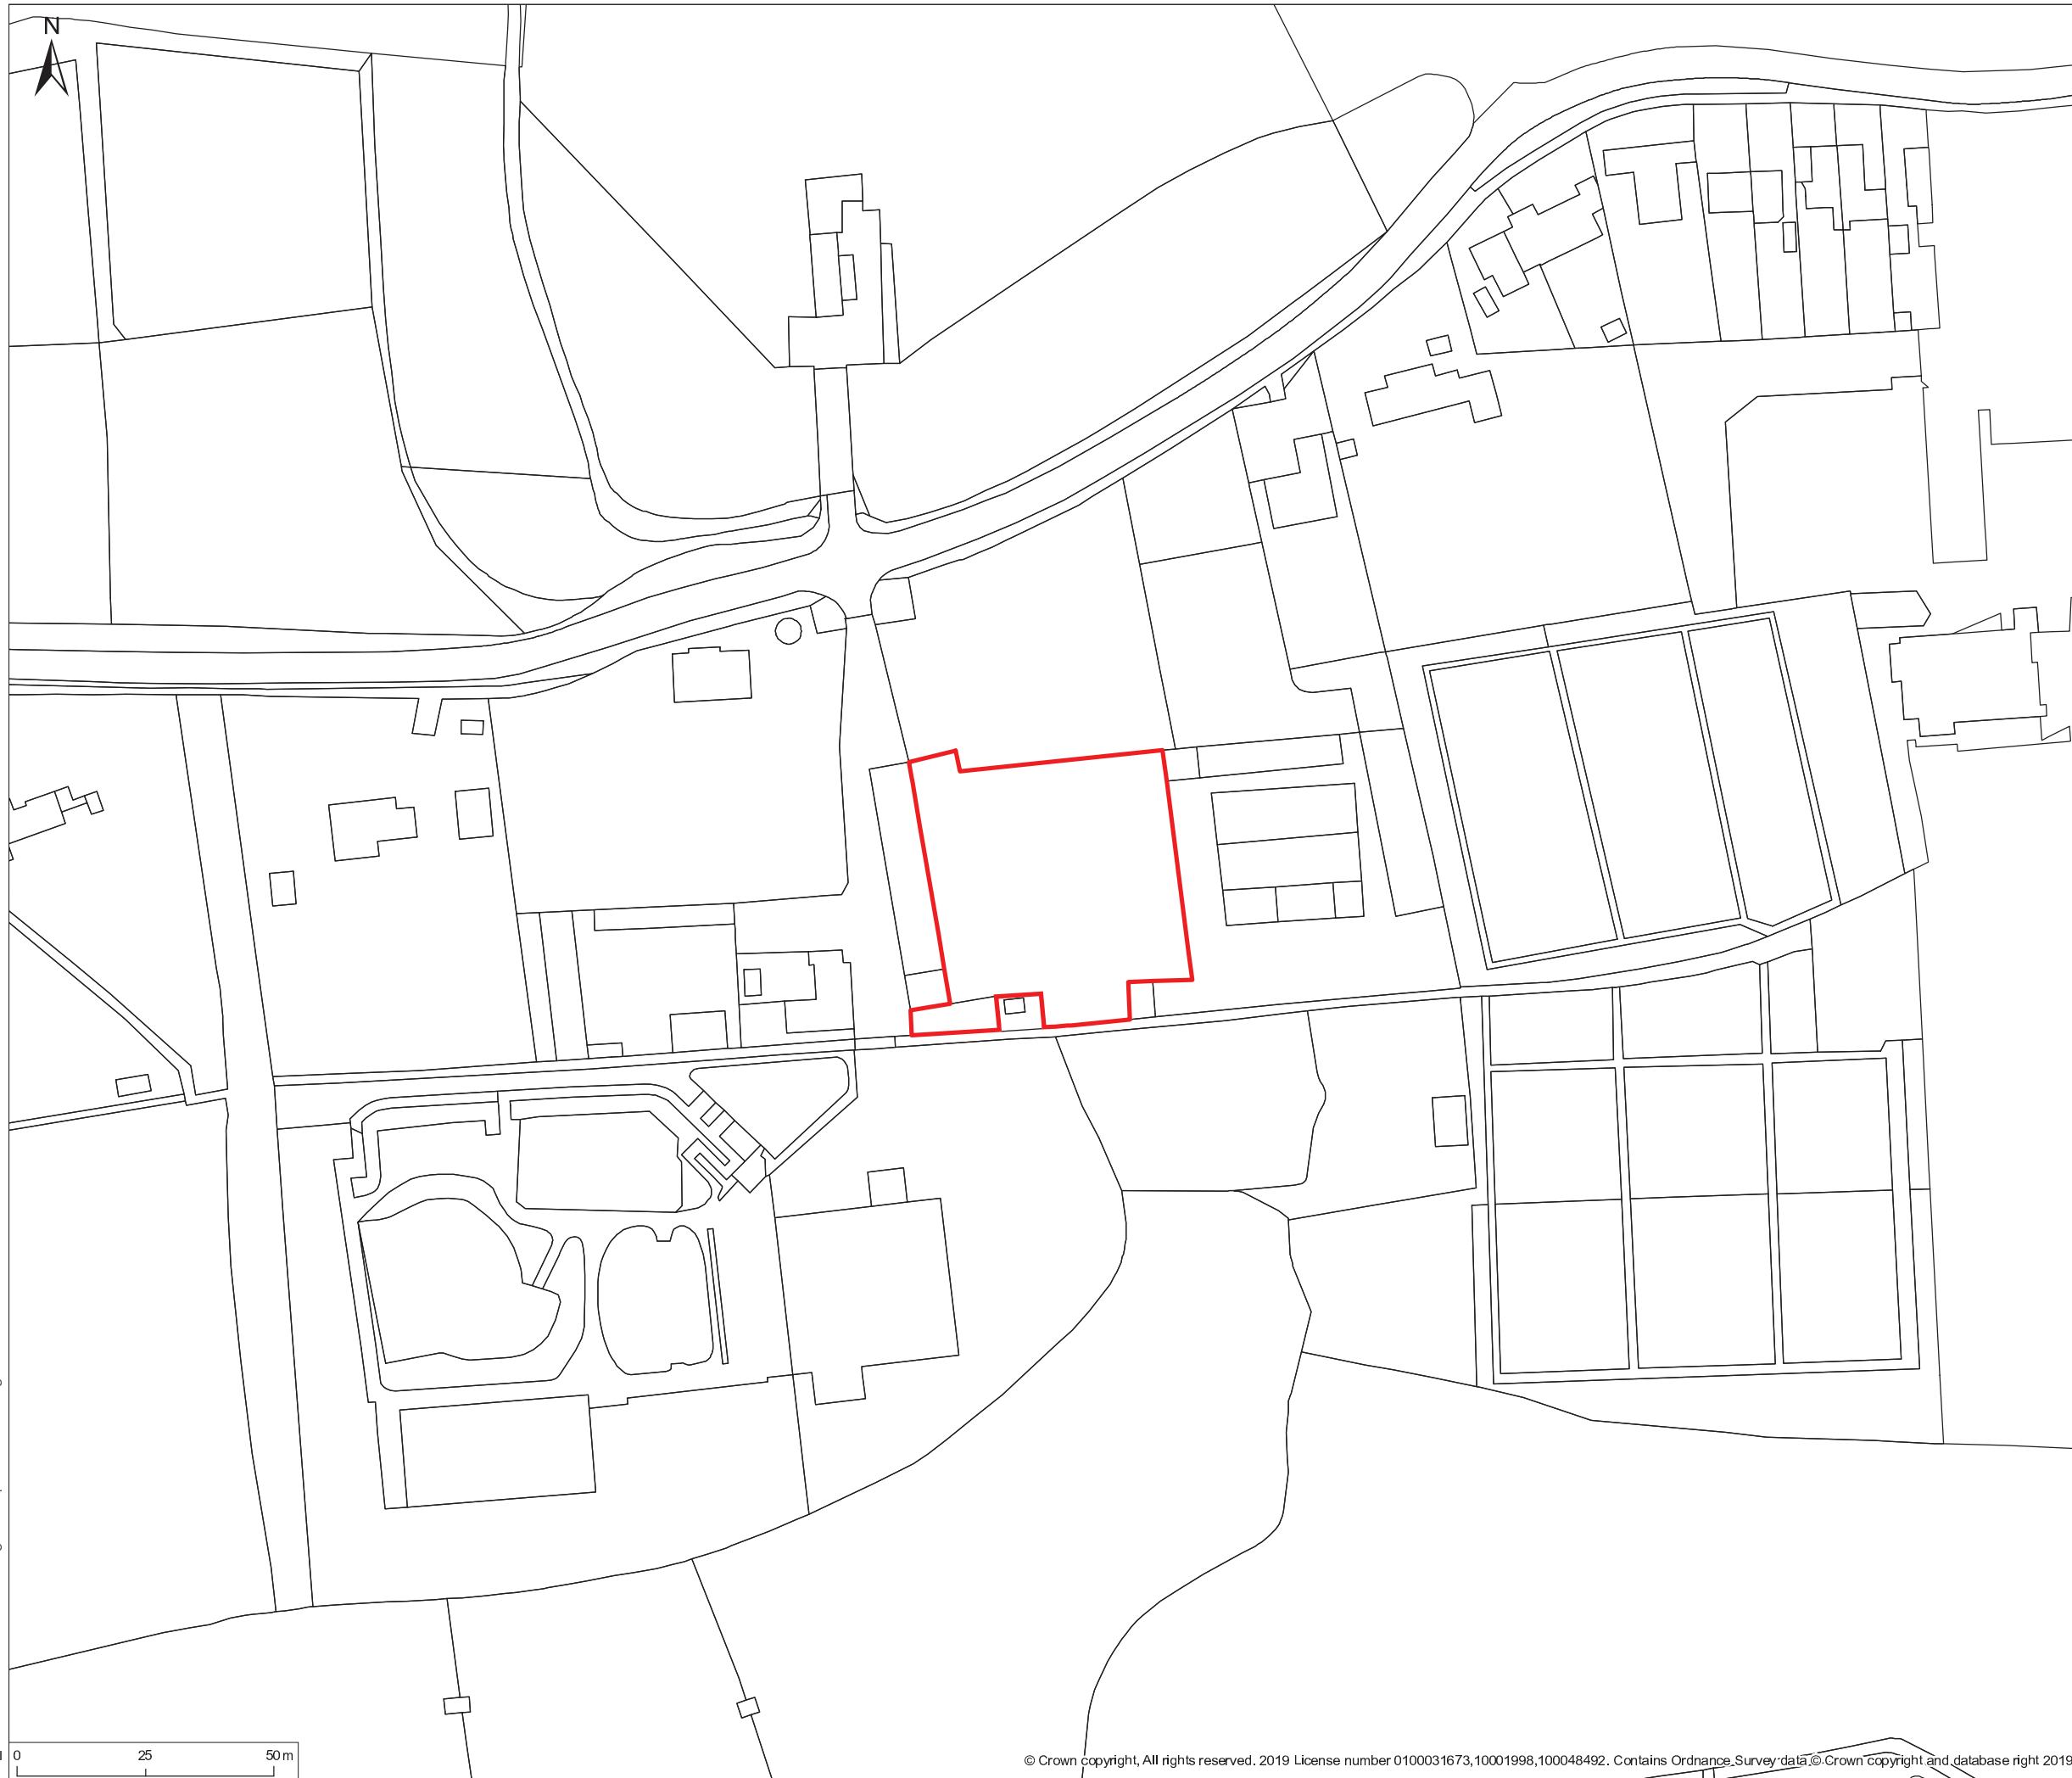 N
0 25 50 m
© Crown copyright, All rights reserved. 2019 License number 0100031673,10001998,100048492. Contains Ordnance Survey data © Crown copyright and database right 2019